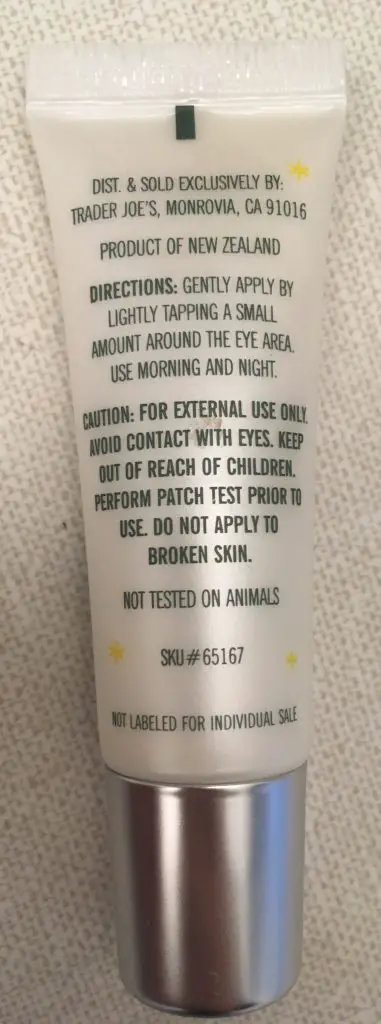 DIST. & SOLD EXCLUSIVELY BY:
TRADER JOE'S, MONROVIA, CA 91016
PRODUCT OF NEW ZEALAND
DIRECTIONS: GENTLY APPLY BY
LIGHTLY TAPPING A SMALL
AMOUNT AROUND THE EYE AREA.
USE MORNING AND NIGHT.
CAUTION: FOR EXTERNAL USE ONLY.
AVOID CONTACT WITH EYES. KEEP
OUT OF REACH OF CHILDREN.
PERFORM PATCH TEST PRIOR TO
USE. DO NOT APPLY TO
BROKEN SKIN.
NOT TESTED ON ANIMALS
SKU# 65167
NOT LABELED FOR INDIVIDUAL SALE